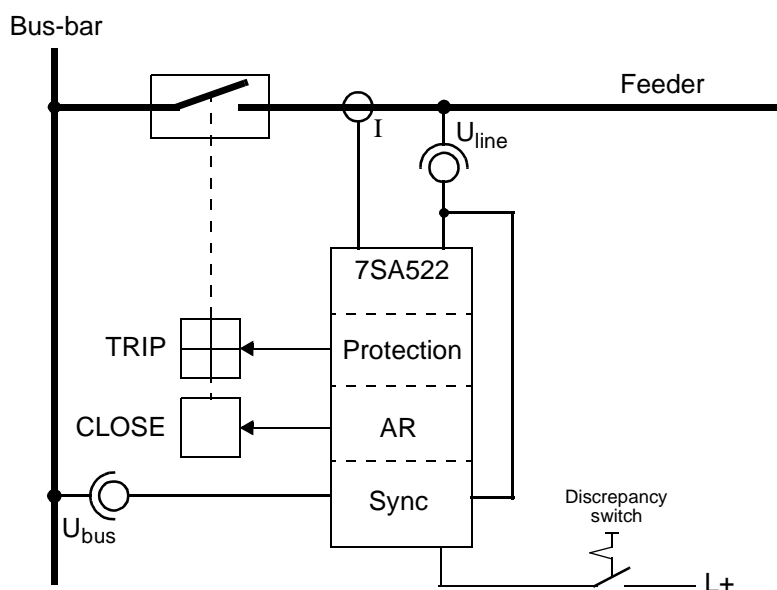 Bus-bar
Feeder
I
Uline
7SA522
TRIP
Protection
CLOSE
AR
Sync
Ubus
Discrepancy
switch
L+